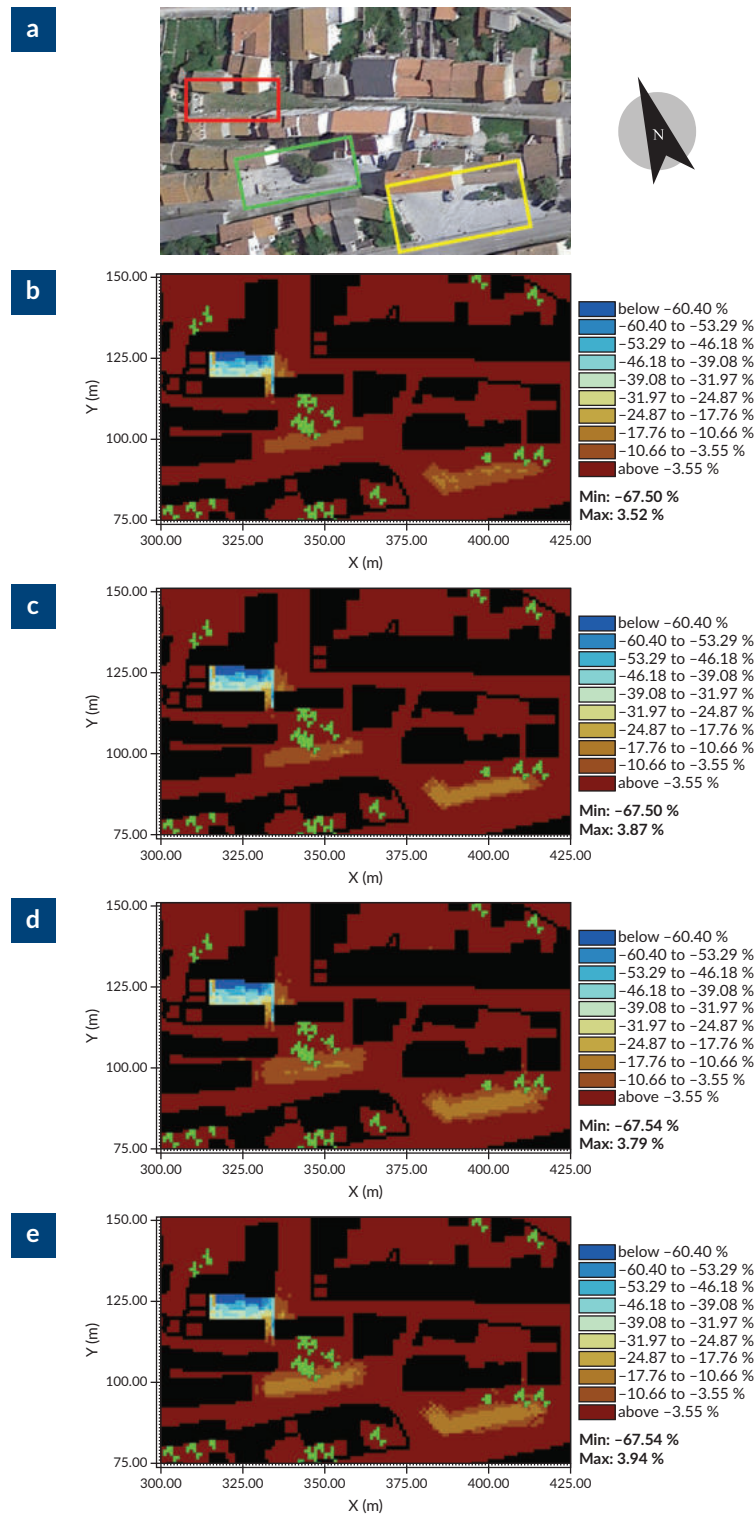 a
N
b
150.00
125.00
100.00
75.00
Y (m)
300.00 325.00 350.00 375.00 400.00 425.00
X (m)
below –60.40 %
–60.40 to –53.29 %
–53.29 to –46.18 %
–46.18 to –39.08 %
–39.08 to –31.97 %
–31.97 to –24.87 %
–24.87 to –17.76 %
–17.76 to –10.66 %
–10.66 to –3.55 %
above –3.55 %
Min: –67.50 %
Max: 3.52 %
c
150.00
125.00
100.00
75.00
Y (m)
300.00 325.00 350.00 375.00 400.00 425.00
X (m)
below –60.40 %
–60.40 to –53.29 %
–53.29 to –46.18 %
–46.18 to –39.08 %
–39.08 to –31.97 %
–31.97 to –24.87 %
–24.87 to –17.76 %
–17.76 to –10.66 %
–10.66 to –3.55 %
above –3.55 %
Min: –67.50 %
Max: 3.87 %
d
150.00
125.00
100.00
75.00
Y (m)
300.00 325.00 350.00 375.00 400.00 425.00
X (m)
below –60.40 %
–60.40 to –53.29 %
–53.29 to –46.18 %
–46.18 to –39.08 %
–39.08 to –31.97 %
–31.97 to –24.87 %
–24.87 to –17.76 %
–17.76 to –10.66 %
–10.66 to –3.55 %
above –3.55 %
Min: –67.54 %
Max: 3.79 %
e
150.00
125.00
100.00
75.00
Y (m)
300.00 325.00 350.00 375.00 400.00 425.00
X (m)
below –60.40 %
–60.40 to –53.29 %
–53.29 to –46.18 %
–46.18 to –39.08 %
–39.08 to –31.97 %
–31.97 to –24.87 %
–24.87 to –17.76 %
–17.76 to –10.66 %
–10.66 to –3.55 %
above –3.55 %
Min: –67.54 %
Max: 3.94 %